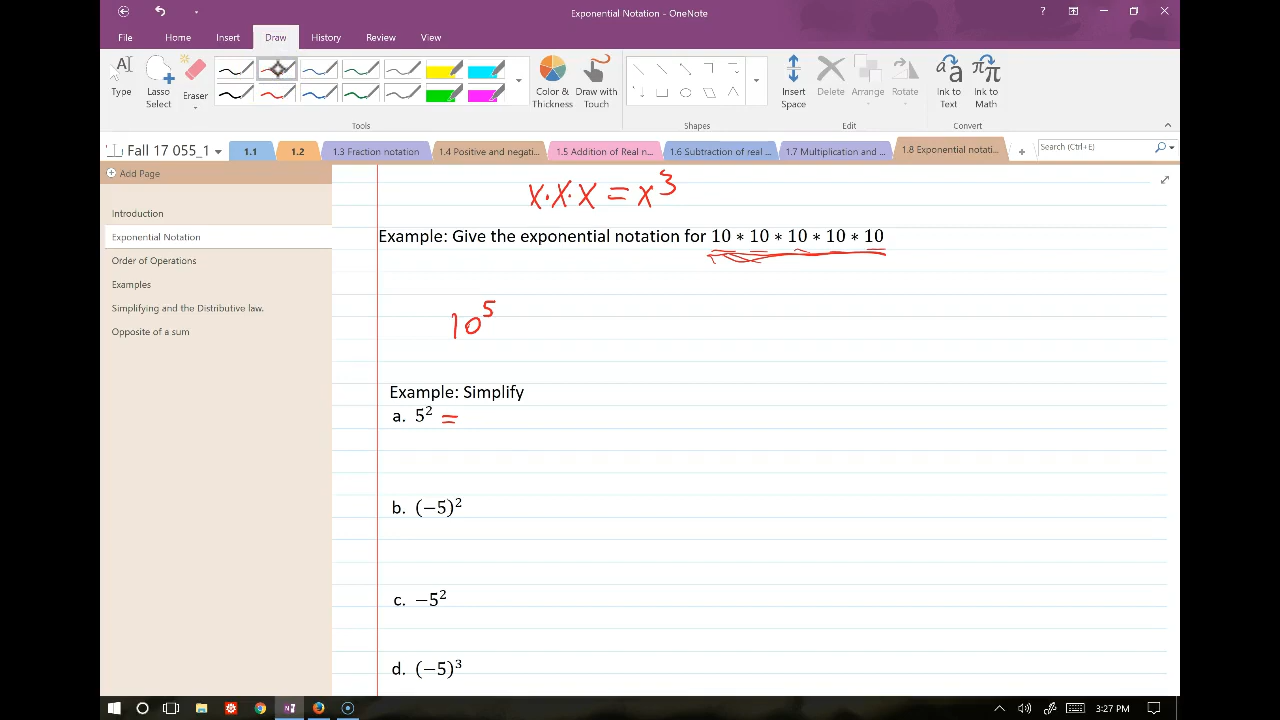 Exponential Notation - OneNote
?
File Home Insert Draw History Review View
Type
Lasso Select
Eraser
Color & Thickness
Draw with Touch
Insert Space
Delete
Arrange
Rotate
Ink to Text
Ink to Math
Tools Shapes Edit Convert
Fall 17 055_1 1.1 1.2 1.3 Fraction notation 1.4 Positive and negati... 1.5 Addition of Real n... 1.6 Subtraction of real ... 1.7 Multiplication and ... 1.8 Exponential notati... Search (Ctrl+E)
Add Page
Introduction
Exponential Notation
Order of Operations
Examples
Simplifying and the Distributive law.
Opposite of a sum
x·x·x = x³
Example: Give the exponential notation for 10 ∗ 10 ∗ 10 ∗ 10 ∗ 10
10⁵
Example: Simplify
a. 5² =
b. (−5)²
c. −5²
d. (−5)³
3:27 PM